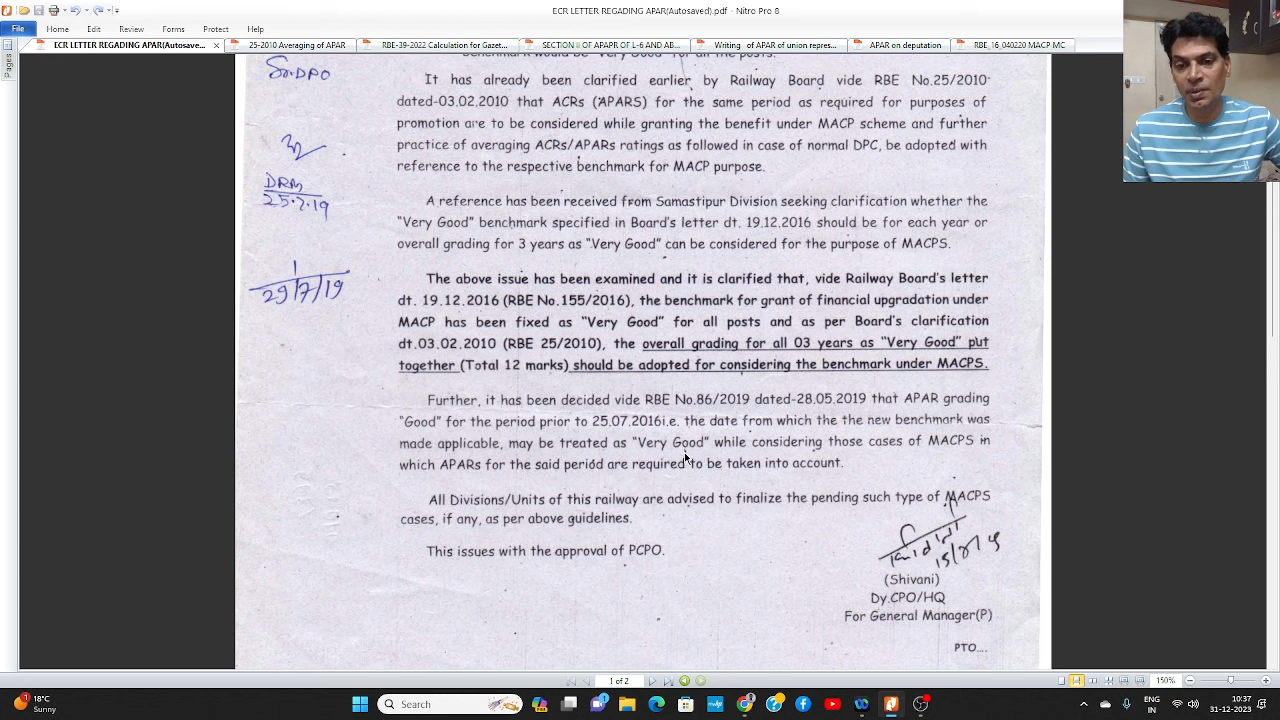 ECR LETTER REGADING APAR(Autosaved).pdf - Nitro Pro 8
File Home Edit Review Forms Protect Help
ECR LETTER REGADING APAR(Autosave... × 25-2010 Averaging of APAR RBE-39-2022 Calculation for Gazet... SECTION II OF APAPR OF L-6 AND AB... Writing of APAR of union repres... APAR on deputation RBE_16_040220 MACP MC
Pages
Sr.DPO
DRM
25.7.19
29/7/19
benchmark would be "Very Good" for all the posts.
It has already been clarified earlier by Railway Board vide RBE No.25/2010
dated-03.02.2010 that ACRs (APARS) for the same period as required for purposes of
promotion are to be considered while granting the benefit under MACP scheme and further
practice of averaging ACRs/APARs ratings as followed in case of normal DPC, be adopted with
reference to the respective benchmark for MACP purpose.
A reference has been received from Samastipur Division seeking clarification whether the
"Very Good" benchmark specified in Board's letter dt. 19.12.2016 should be for each year or
overall grading for 3 years as "Very Good" can be considered for the purpose of MACPS.
The above issue has been examined and it is clarified that, vide Railway Board's letter
dt. 19.12.2016 (RBE No.155/2016), the benchmark for grant of financial upgradation under
MACP has been fixed as "Very Good" for all posts and as per Board's clarification
dt.03.02.2010 (RBE 25/2010), the overall grading for all 03 years as "Very Good" put
together (Total 12 marks) should be adopted for considering the benchmark under MACPS.
Further, it has been decided vide RBE No.86/2019 dated-28.05.2019 that APAR grading
"Good" for the period prior to 25.07.2016i.e. the date from which the the new benchmark was
made applicable, may be treated as "Very Good" while considering those cases of MACPS in
which APARs for the said period are required to be taken into account.
All Divisions/Units of this railway are advised to finalize the pending such type of MACPS
cases, if any, as per above guidelines.
This issues with the approval of PCPO.
(Shivani)
Dy.CPO/HQ
For General Manager(P)
PTO....
1 of 2
150%
18°C
Sunny
Search
ENG
IN
10:37
31-12-2023